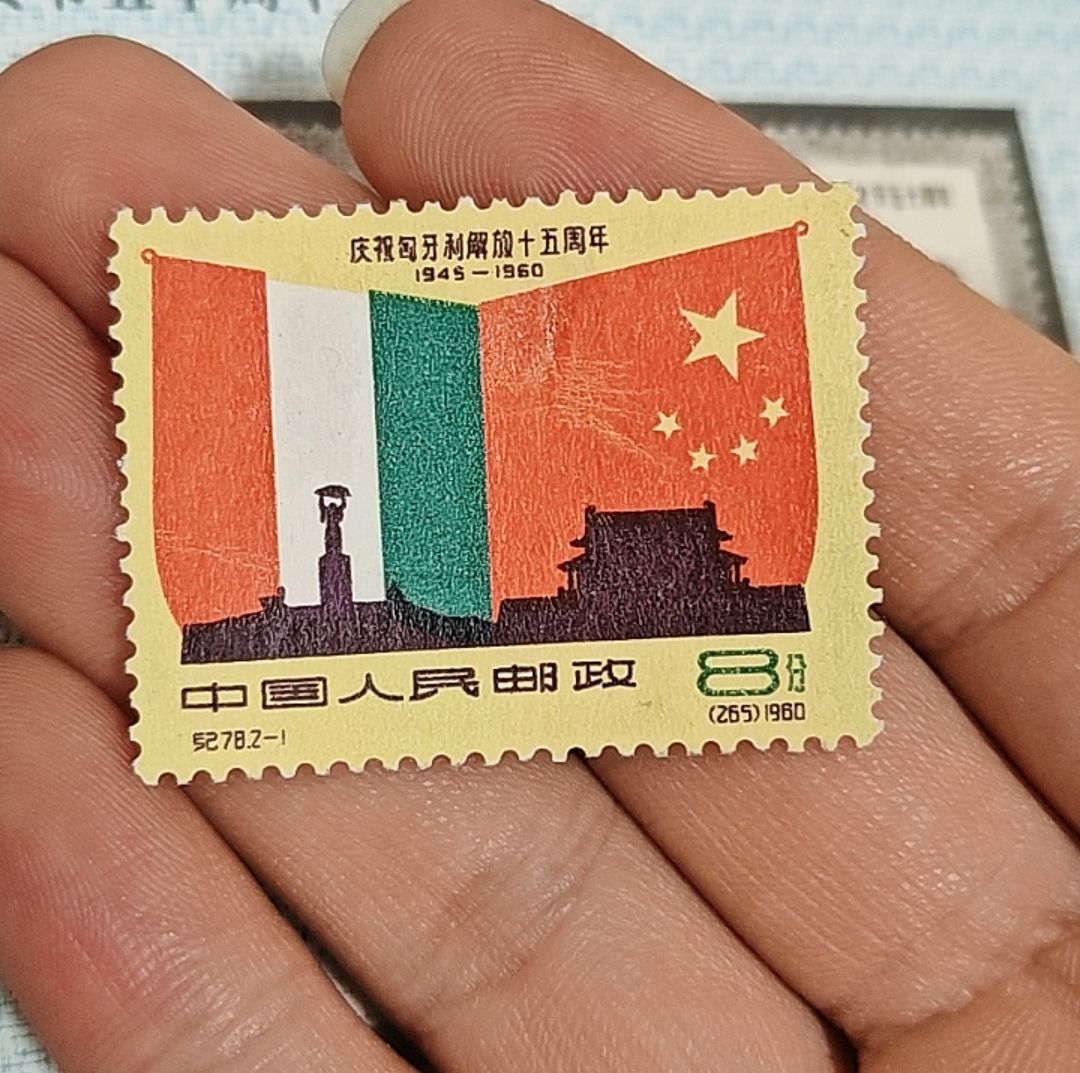 庆祝匈牙利解放十五周年
1945-1960
中国人民邮政
8分
(265)1960
纪78.2-1